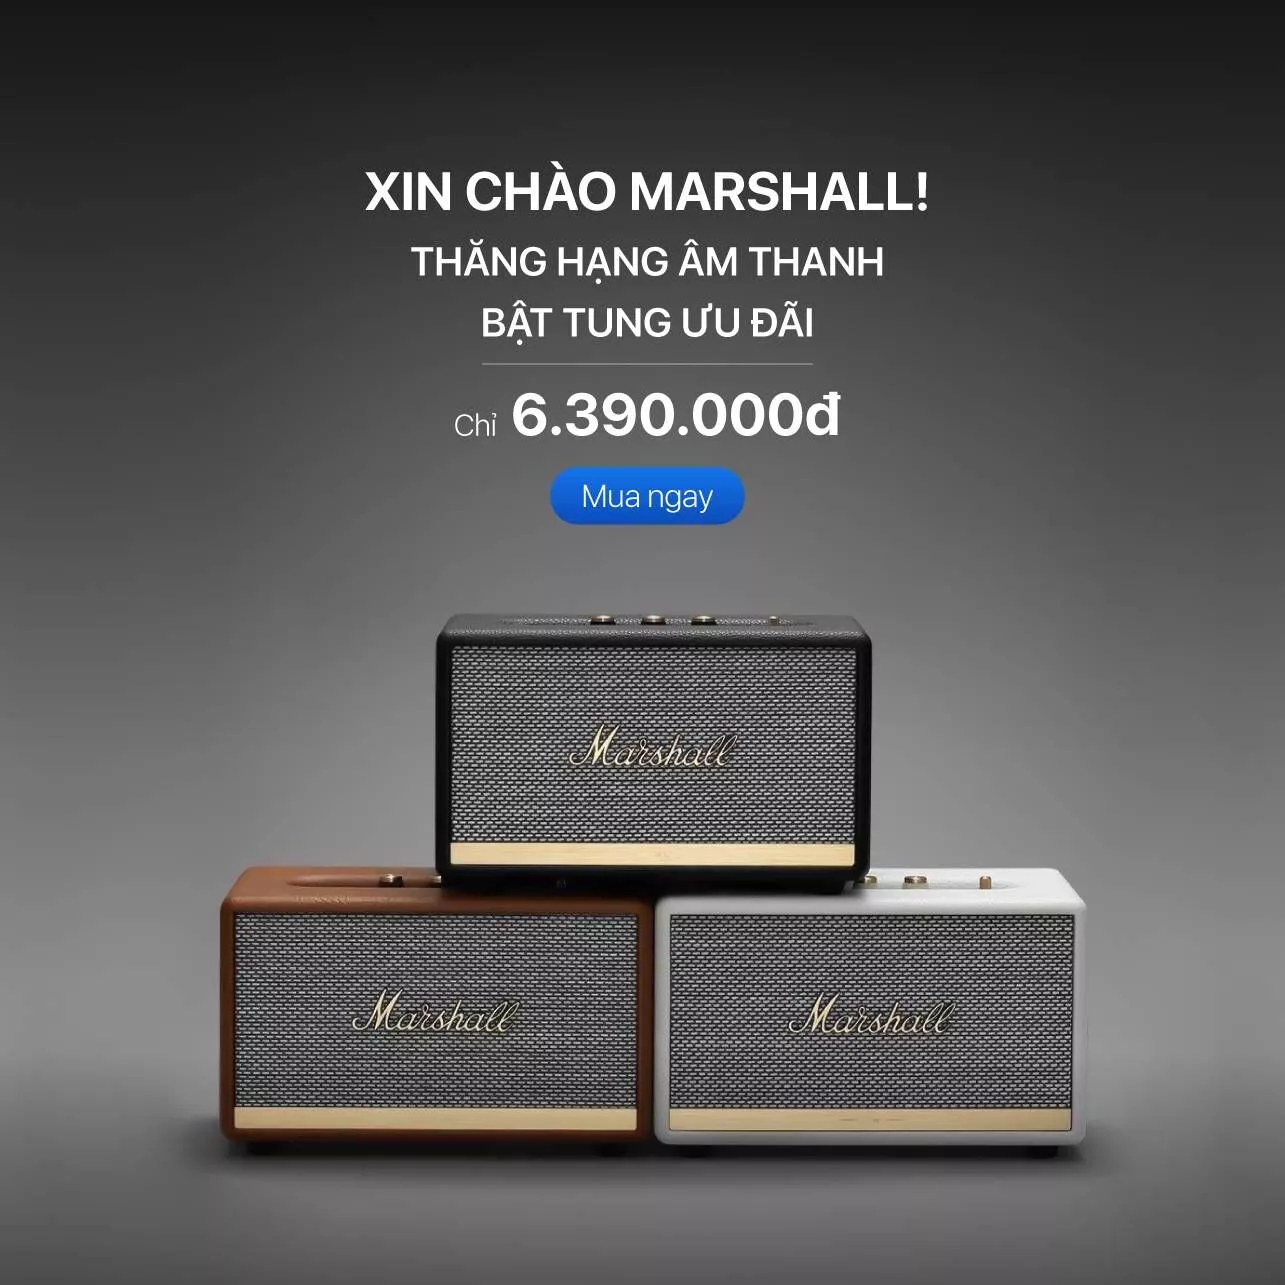 XIN CHÀO MARSHALL!
THĂNG HẠNG ÂM THANH
BẬT TUNG ƯU ĐÃI
Chỉ 6.390.000đ
Mua ngay
Marshall
Marshall
Marshall